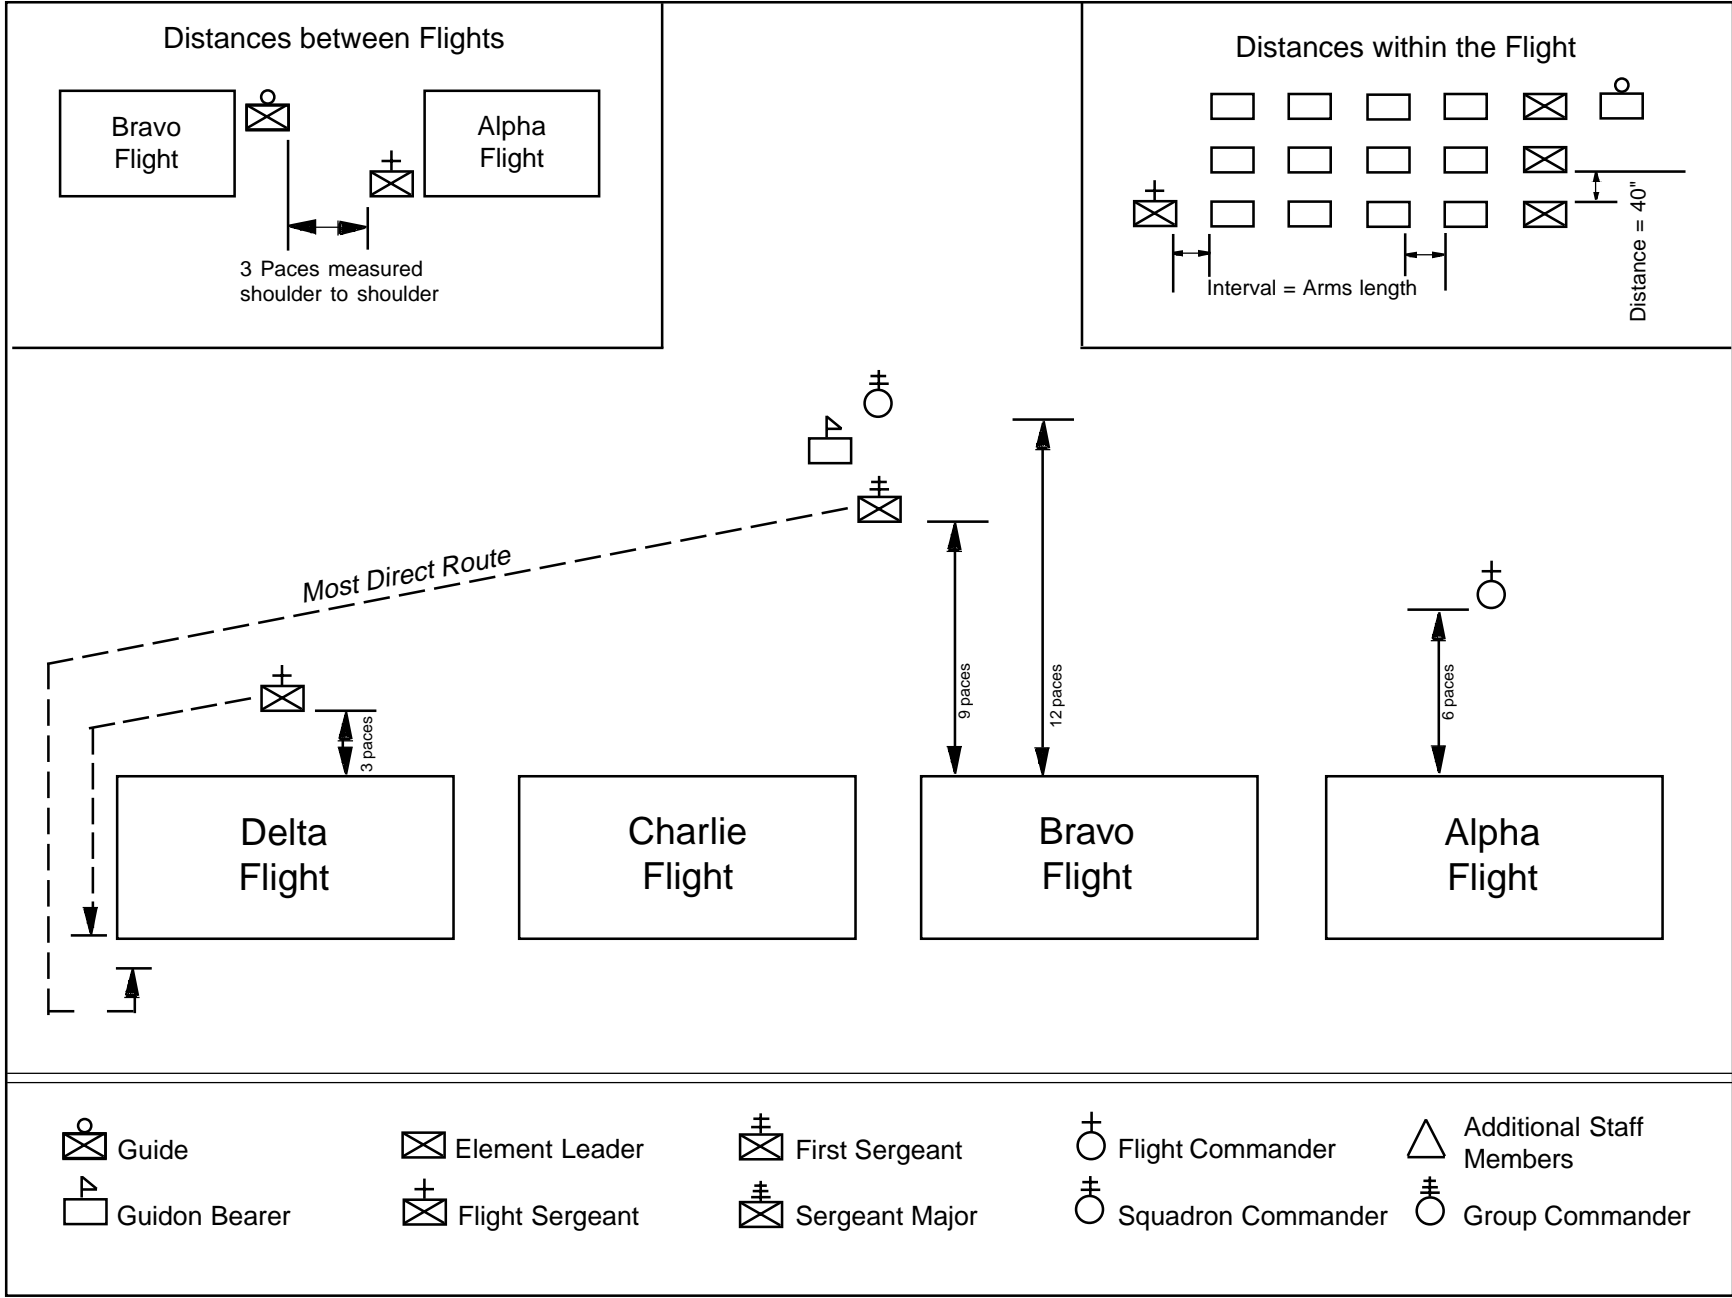 Distances between Flights
Bravo
Flight
Alpha
Flight
3 Paces measured
shoulder to shoulder
Distances within the Flight
Interval = Arms length
Distance = 40"
Most Direct Route
3 paces
9 paces
12 paces
6 paces
Delta
Flight
Charlie
Flight
Bravo
Flight
Alpha
Flight
Guide
Element Leader
First Sergeant
Flight Commander
Additional Staff
Members
Guidon Bearer
Flight Sergeant
Sergeant Major
Squadron Commander
Group Commander